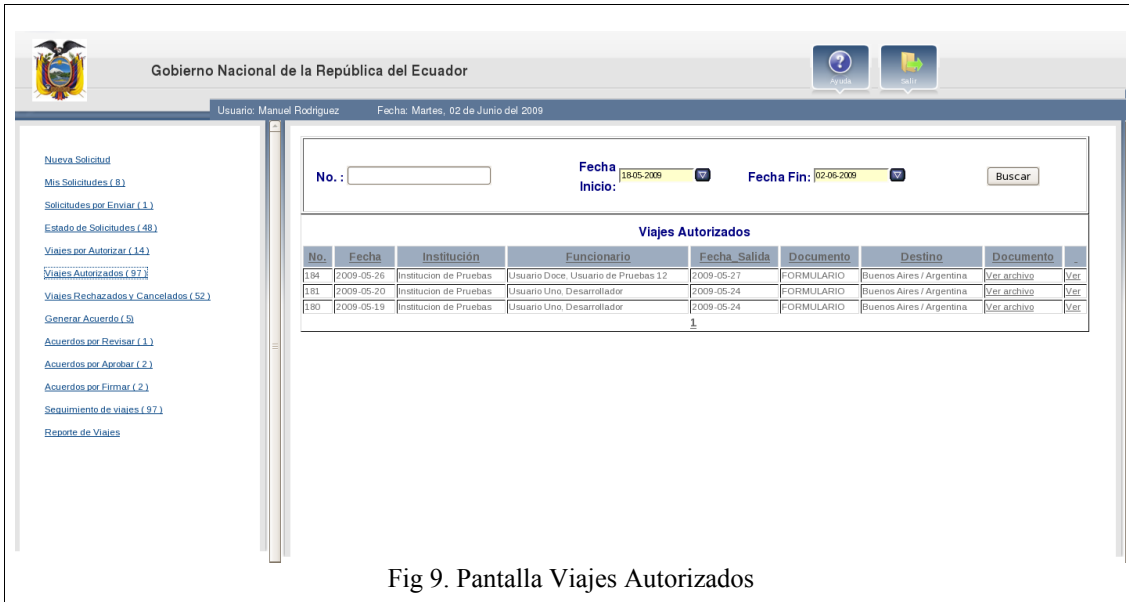 Gobierno Nacional de la República del Ecuador
Ayuda
Salir
Usuario: Manuel Rodriguez Fecha: Martes, 02 de Junio del 2009
Nueva Solicitud
Mis Solicitudes ( 8 )
Solicitudes por Enviar ( 1 )
Estado de Solicitudes ( 48 )
Viajes por Autorizar ( 14 )
Viajes Autorizados ( 97 )
Viajes Rechazados y Cancelados ( 52 )
Generar Acuerdo ( 5)
Acuerdos por Revisar ( 1 )
Acuerdos por Aprobar ( 2 )
Acuerdos por Firmar ( 2 )
Seguimiento de viajes ( 97 )
Reporte de Viajes
No. : Fecha Inicio: 18-05-2009 Fecha Fin: 02-06-2009 Buscar
Viajes Autorizados
No. Fecha Institución Funcionario Fecha_Salida Documento Destino Documento
184 2009-05-26 Institucion de Pruebas Usuario Doce, Usuario de Pruebas 12 2009-05-27 FORMULARIO Buenos Aires / Argentina Ver archivo Ver
181 2009-05-20 Institucion de Pruebas Usuario Uno, Desarrollador 2009-05-24 FORMULARIO Buenos Aires / Argentina Ver archivo Ver
180 2009-05-19 Institucion de Pruebas Usuario Uno, Desarrollador 2009-05-24 FORMULARIO Buenos Aires / Argentina Ver archivo Ver
1
Fig 9. Pantalla Viajes Autorizados